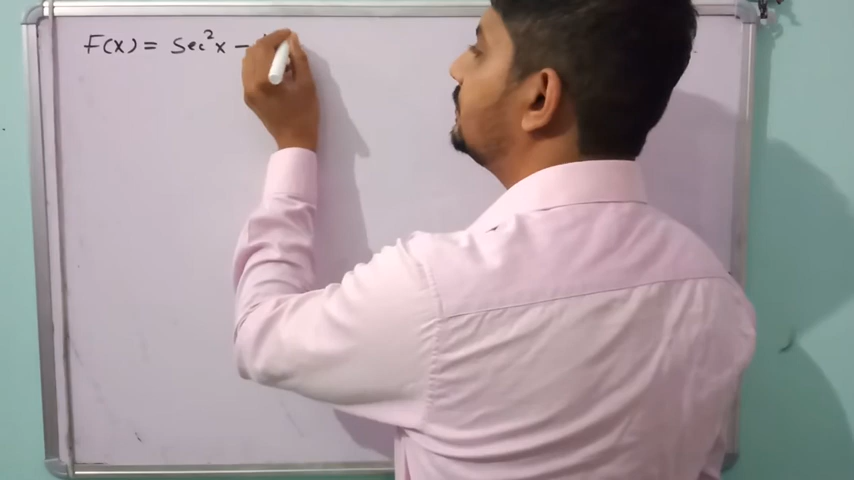 F(x) = Sec²x –